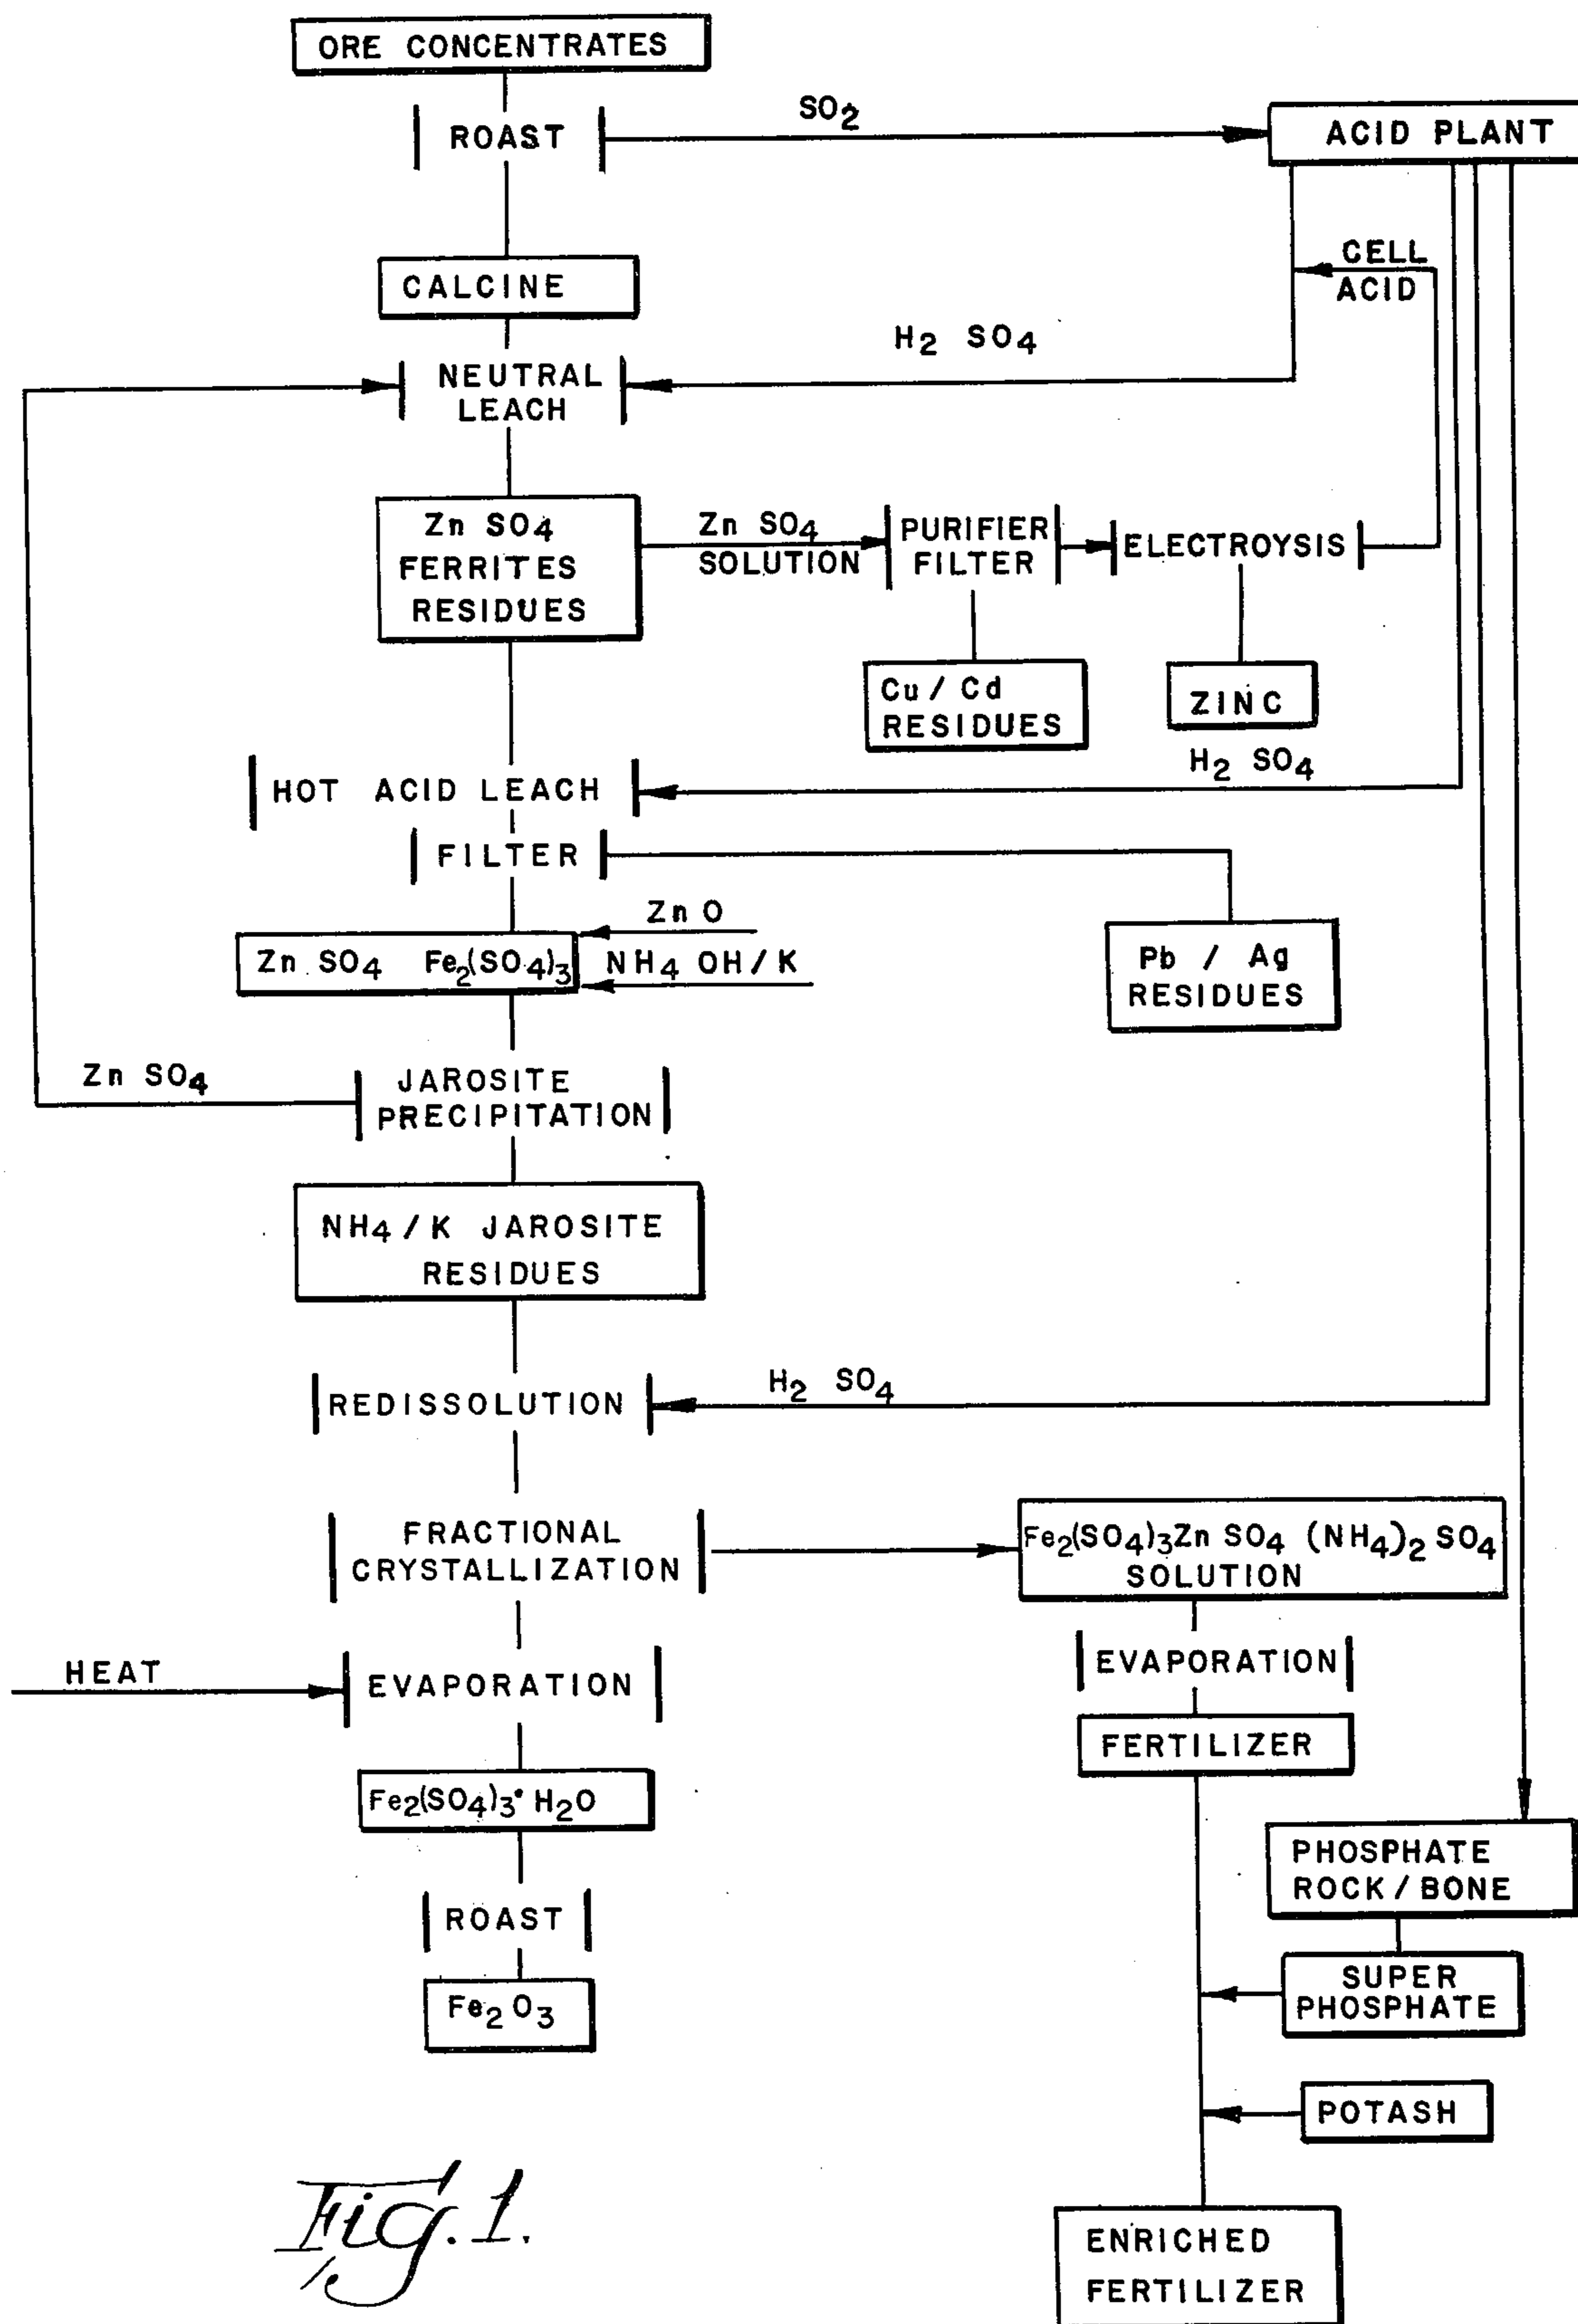 ORE CONCENTRATES
ROAST
SO2
ACID PLANT
CALCINE
CELL
ACID
H2 SO4
NEUTRAL
LEACH
Zn SO4
FERRITES
RESIDUES
Zn SO4
SOLUTION
PURIFIER
FILTER
ELECTROYSIS
Cu / Cd
RESIDUES
ZINC
H2 SO4
HOT ACID LEACH
FILTER
Zn O
Zn SO4 Fe2(SO4)3
NH4 OH / K
Pb / Ag
RESIDUES
Zn SO4
JAROSITE
PRECIPITATION
NH4 / K JAROSITE
RESIDUES
H2 SO4
REDISSOLUTION
FRACTIONAL
CRYSTALLIZATION
Fe2(SO4)3Zn SO4 (NH4)2 SO4
SOLUTION
HEAT
EVAPORATION
EVAPORATION
FERTILIZER
Fe2(SO4)3• H2O
PHOSPHATE
ROCK / BONE
ROAST
SUPER
PHOSPHATE
Fe2 O3
POTASH
Fig. 1.
ENRICHED
FERTILIZER